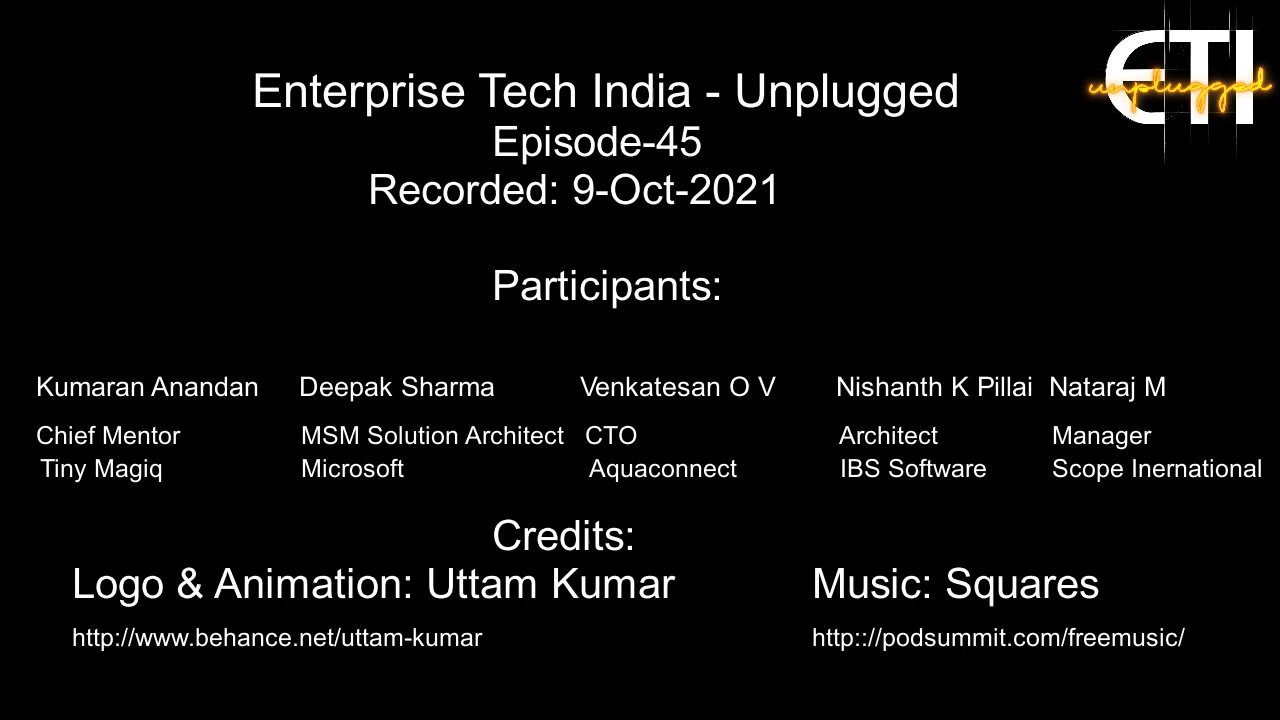 ETI
unplugged
Enterprise Tech India - Unplugged
Episode-45
Recorded: 9-Oct-2021
Participants:
Kumaran Anandan Deepak Sharma Venkatesan O V Nishanth K Pillai Nataraj M
Chief Mentor MSM Solution Architect CTO Architect Manager
Tiny Magiq Microsoft Aquaconnect IBS Software Scope Inernational
Credits:
Logo & Animation: Uttam Kumar Music: Squares
http://www.behance.net/uttam-kumar http:://podsummit.com/freemusic/